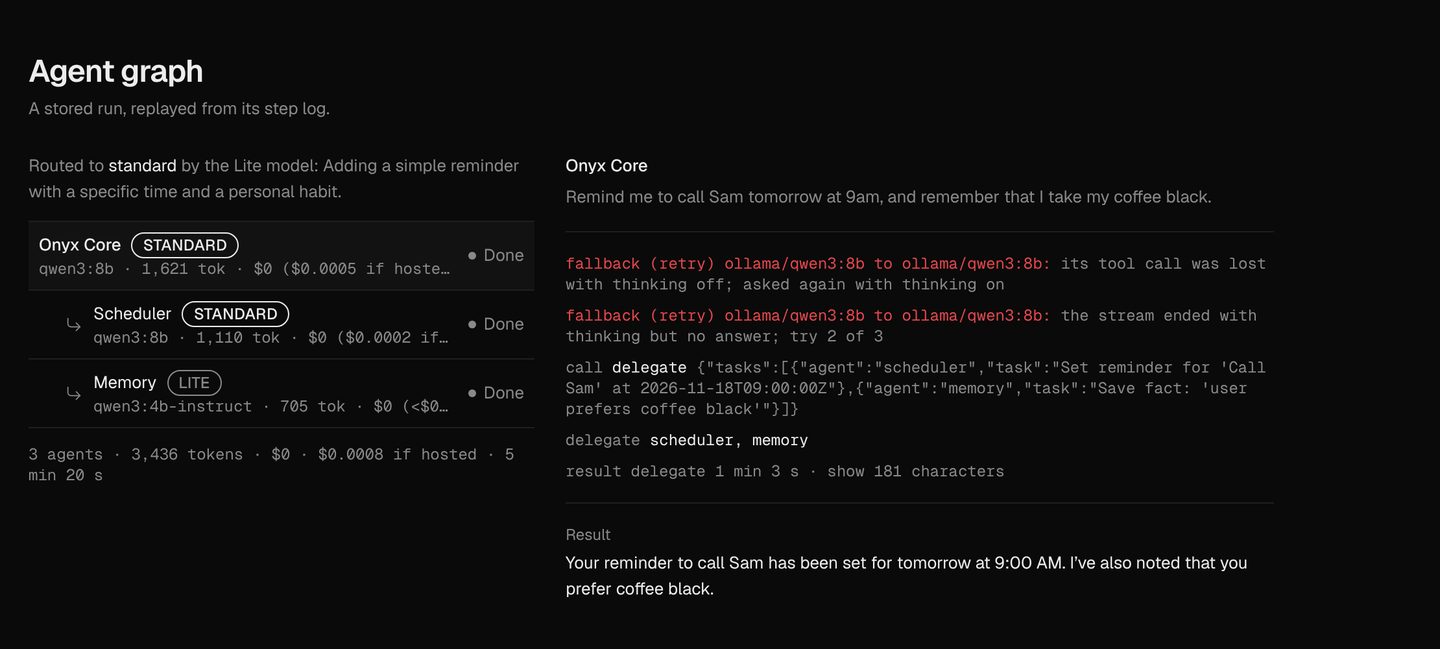 Agent graph
A stored run, replayed from its step log.
Routed to standard by the Lite model: Adding a simple reminder
with a specific time and a personal habit.
Onyx Core STANDARD
qwen3:8b · 1,621 tok · $0 ($0.0005 if hoste…
Done
Scheduler STANDARD
qwen3:8b · 1,110 tok · $0 ($0.0002 if…
Done
Memory LITE
qwen3:4b-instruct · 705 tok · $0 (<$0…
Done
3 agents · 3,436 tokens · $0 · $0.0008 if hosted · 5
min 20 s
Onyx Core
Remind me to call Sam tomorrow at 9am, and remember that I take my coffee black.
fallback (retry) ollama/qwen3:8b to ollama/qwen3:8b: its tool call was lost
with thinking off; asked again with thinking on
fallback (retry) ollama/qwen3:8b to ollama/qwen3:8b: the stream ended with
thinking but no answer; try 2 of 3
call delegate {"tasks":[{"agent":"scheduler","task":"Set reminder for 'Call
Sam' at 2026-11-18T09:00:00Z"},{"agent":"memory","task":"Save fact: 'user
prefers coffee black'"}]}
delegate scheduler, memory
result delegate 1 min 3 s · show 181 characters
Result
Your reminder to call Sam has been set for tomorrow at 9:00 AM. I’ve also noted that you
prefer coffee black.